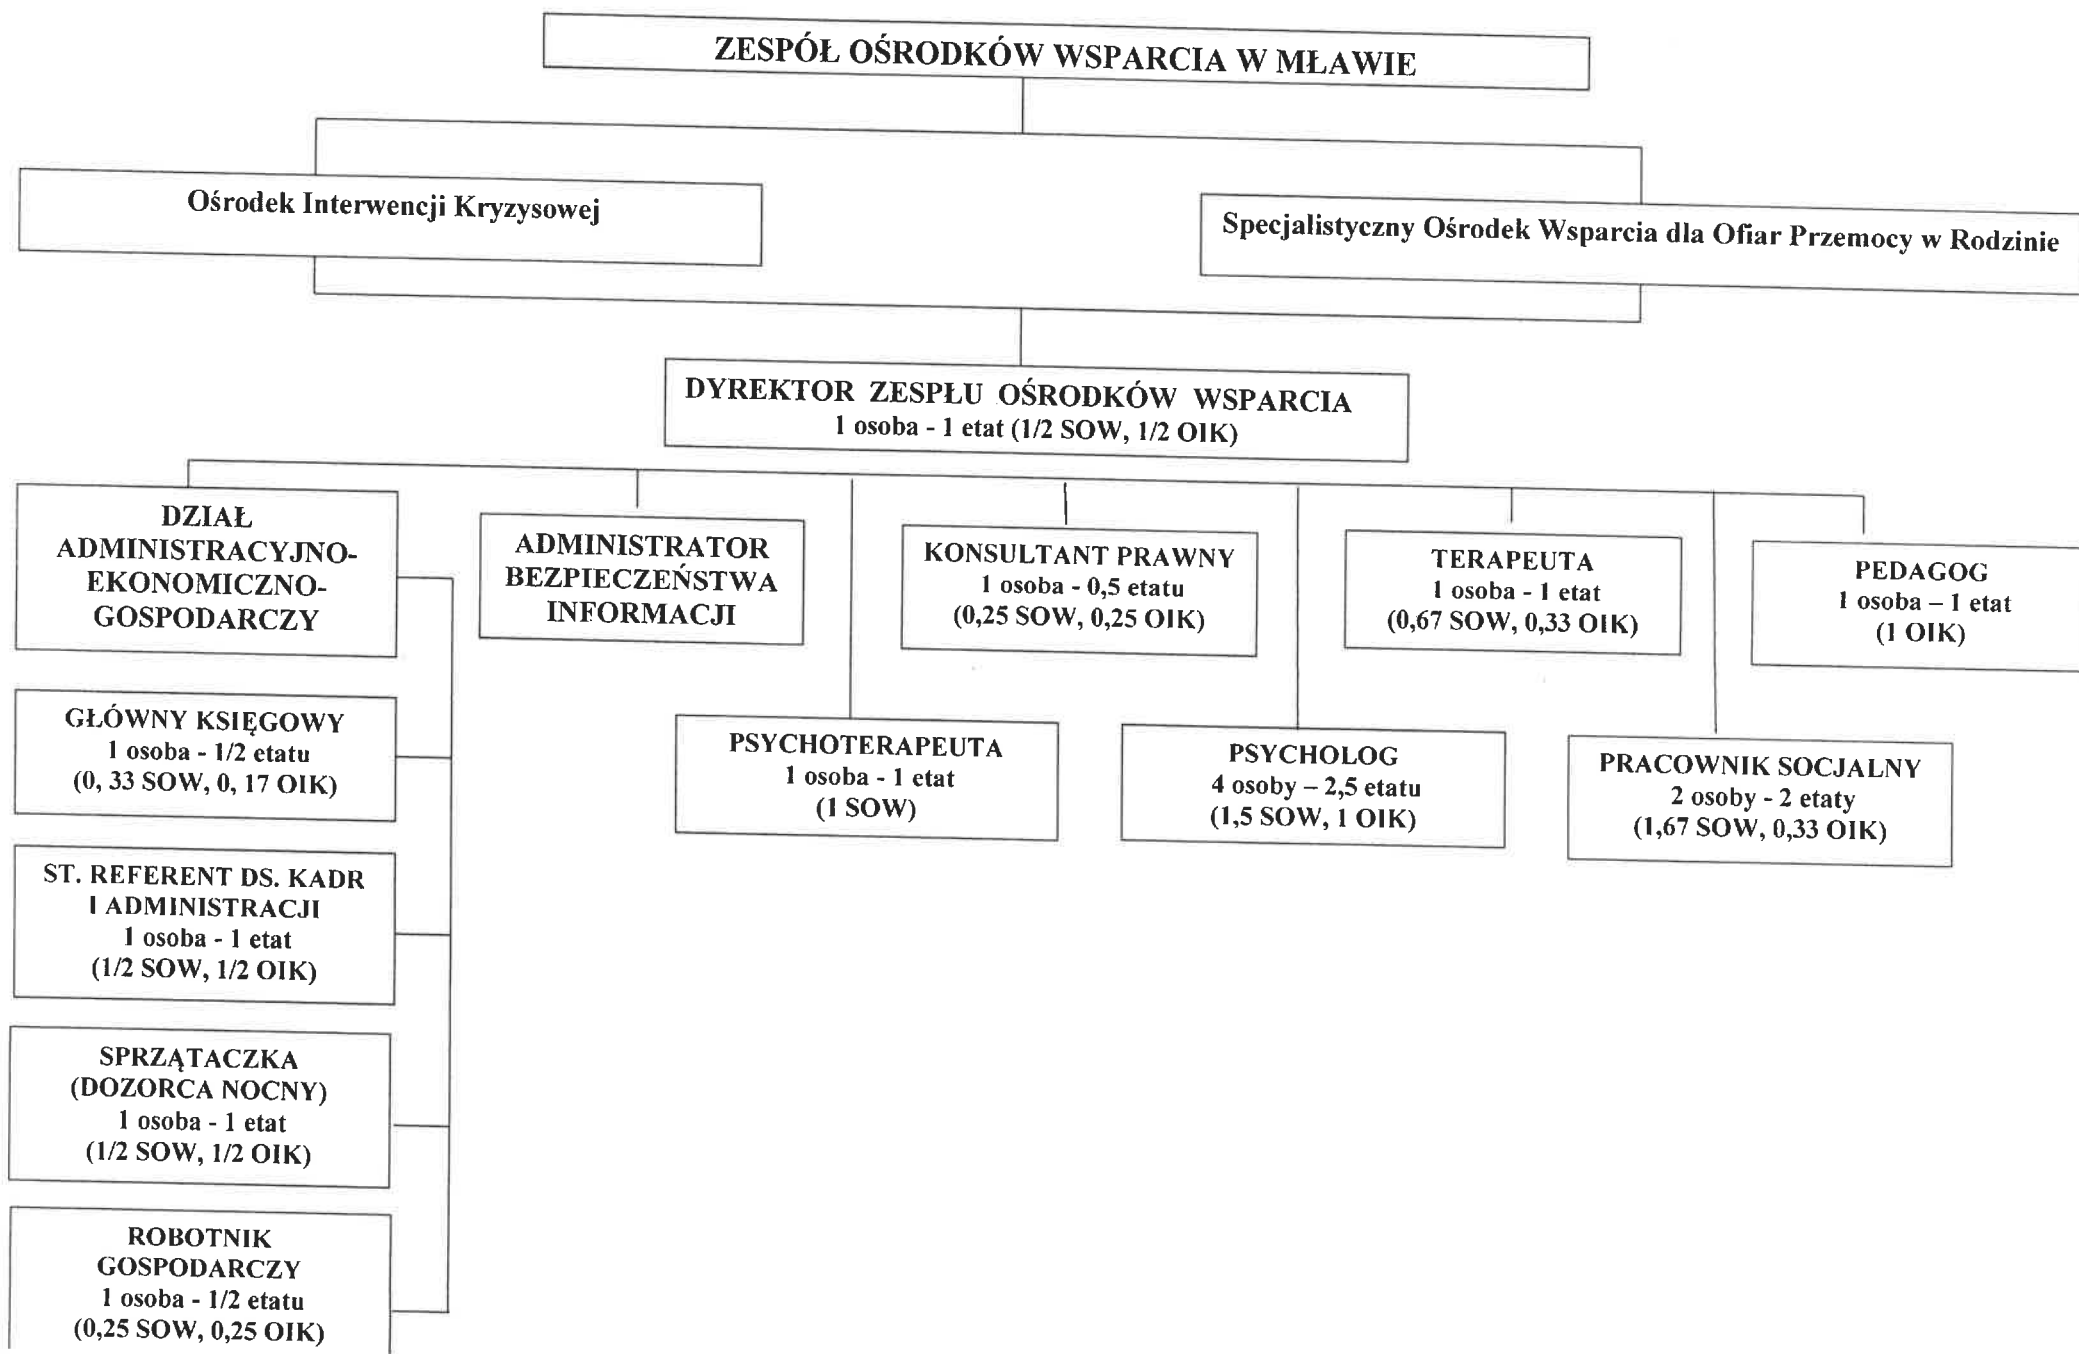 ZESPÓŁ OŚRODKÓW WSPARCIA W MŁAWIE
Ośrodek Interwencji Kryzysowej
Specjalistyczny Ośrodek Wsparcia dla Ofiar Przemocy w Rodzinie
DYREKTOR ZESPŁU OŚRODKÓW WSPARCIA
1 osoba - 1 etat (1/2 SOW, 1/2 OIK)
DZIAŁ
ADMINISTRACYJNO-
EKONOMICZNO-
GOSPODARCZY
ADMINISTRATOR
BEZPIECZEŃSTWA
INFORMACJI
KONSULTANT PRAWNY
1 osoba - 0,5 etatu
(0,25 SOW, 0,25 OIK)
TERAPEUTA
1 osoba - 1 etat
(0,67 SOW, 0,33 OIK)
PEDAGOG
1 osoba – 1 etat
(1 OIK)
GŁÓWNY KSIĘGOWY
1 osoba - 1/2 etatu
(0, 33 SOW, 0, 17 OIK)
PSYCHOTERAPEUTA
1 osoba - 1 etat
(1 SOW)
PSYCHOLOG
4 osoby – 2,5 etatu
(1,5 SOW, 1 OIK)
PRACOWNIK SOCJALNY
2 osoby - 2 etaty
(1,67 SOW, 0,33 OIK)
ST. REFERENT DS. KADR
I ADMINISTRACJI
1 osoba - 1 etat
(1/2 SOW, 1/2 OIK)
SPRZĄTACZKA
(DOZORCA NOCNY)
1 osoba - 1 etat
(1/2 SOW, 1/2 OIK)
ROBOTNIK
GOSPODARCZY
1 osoba - 1/2 etatu
(0,25 SOW, 0,25 OIK)